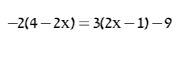 −2(4 − 2x) = 3(2x − 1) − 9